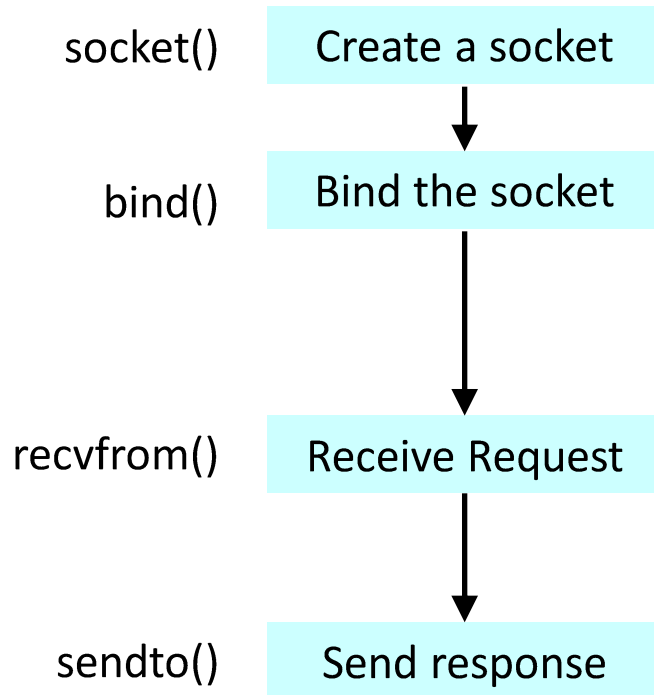 socket() Create a socket
bind() Bind the socket
recvfrom() Receive Request
sendto() Send response